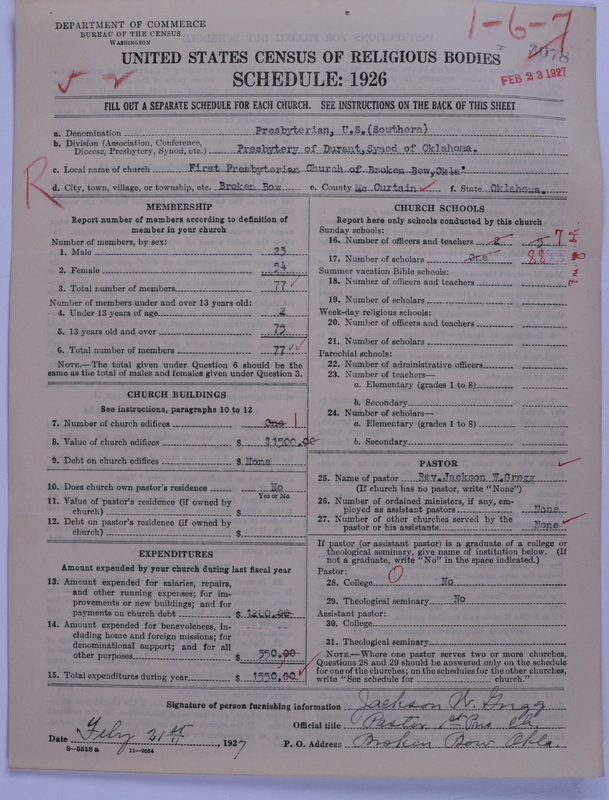 DEPARTMENT OF COMMERCE
BUREAU OF THE CENSUS
WASHINGTON
1-6-7
2078
FEB 23 1927
UNITED STATES CENSUS OF RELIGIOUS BODIES
SCHEDULE: 1926
FILL OUT A SEPARATE SCHEDULE FOR EACH CHURCH. SEE INSTRUCTIONS ON THE BACK OF THIS SHEET
a. Denomination Presbyterian, U.S.(Southern)
b. Division (Association, Conference,
Diocese, Presbytery, Synod, etc.) Presbytery of Durant,Synod of Oklahoma.
c. Local name of church First Presbyterian Church of Broken Bow,Okla.
R
d. City, town, village, or township, etc. Broken Bow e. County Mc Curtain f. State Oklahoma.
MEMBERSHIP
Report number of members according to definition of
member in your church
Number of members, by sex:
1. Male 23
2. Female 54
3. Total number of members 77
Number of members under and over 13 years old:
4. Under 13 years of age 2
5. 13 years old and over 75
6. Total number of members 77
NOTE.—The total given under Question 6 should be
same as the total of males and females given under Question 3.
CHURCH BUILDINGS
See instructions, paragraphs 10 to 12
7. Number of church edifices One 1
8. Value of church edifices $ $1500.00
9. Debt on church edifices $ None
10. Does church own pastor's residence No
Yes or No
11. Value of pastor's residence (if owned by
church) $
12. Debt on pastor's residence (if owned by
church) $
EXPENDITURES
Amount expended by your church during last fiscal year
13. Amount expended for salaries, repairs,
and other running expenses; for im-
provements or new buildings; and for
payments on church debt $ 1200.00
14. Amount expended for benevolences, in-
cluding home and foreign missions; for
denominational support; and for all
other purposes $ 350.00
15. Total expenditures during year $ 1550.00
CHURCH SCHOOLS
Report here only schools conducted by this church
Sunday schools:
16. Number of officers and teachers 7
17. Number of scholars One 88
Summer vacation Bible schools:
18. Number of officers and teachers
19. Number of scholars
Week-day religious schools:
20. Number of officers and teachers
21. Number of scholars
Parochial schools:
22. Number of administrative officers
23. Number of teachers—
a. Elementary (grades 1 to 8)
b. Secondary
24. Number of scholars—
a. Elementary (grades 1 to 8)
b. Secondary
PASTOR
25. Name of pastor Rev.Jackson W.Gregg
(If church has no pastor, write "None")
26. Number of ordained ministers, if any, em-
ployed as assistant pastors None
27. Number of other churches served by the
pastor or his assistants None
If pastor (or assistant pastor) is a graduate of a college or
theological seminary, give name of institution below. (If
not a graduate, write "No" in the space indicated.)
Pastor:
28. College No
29. Theological seminary No
Assistant pastor:
30. College
31. Theological seminary
NOTE.—Where one pastor serves two or more churches,
Questions 28 and 29 should be answered only on the schedule
for one of the churches; on the schedules for the other churches,
write "See schedule for church."
Signature of person furnishing information Jackson W. Gregg
Official title Pastor 1st Pres Ch.
Date Feby 21st, 1927 P. O. Address Broken Bow Okla.
8-5518 a 11-9054